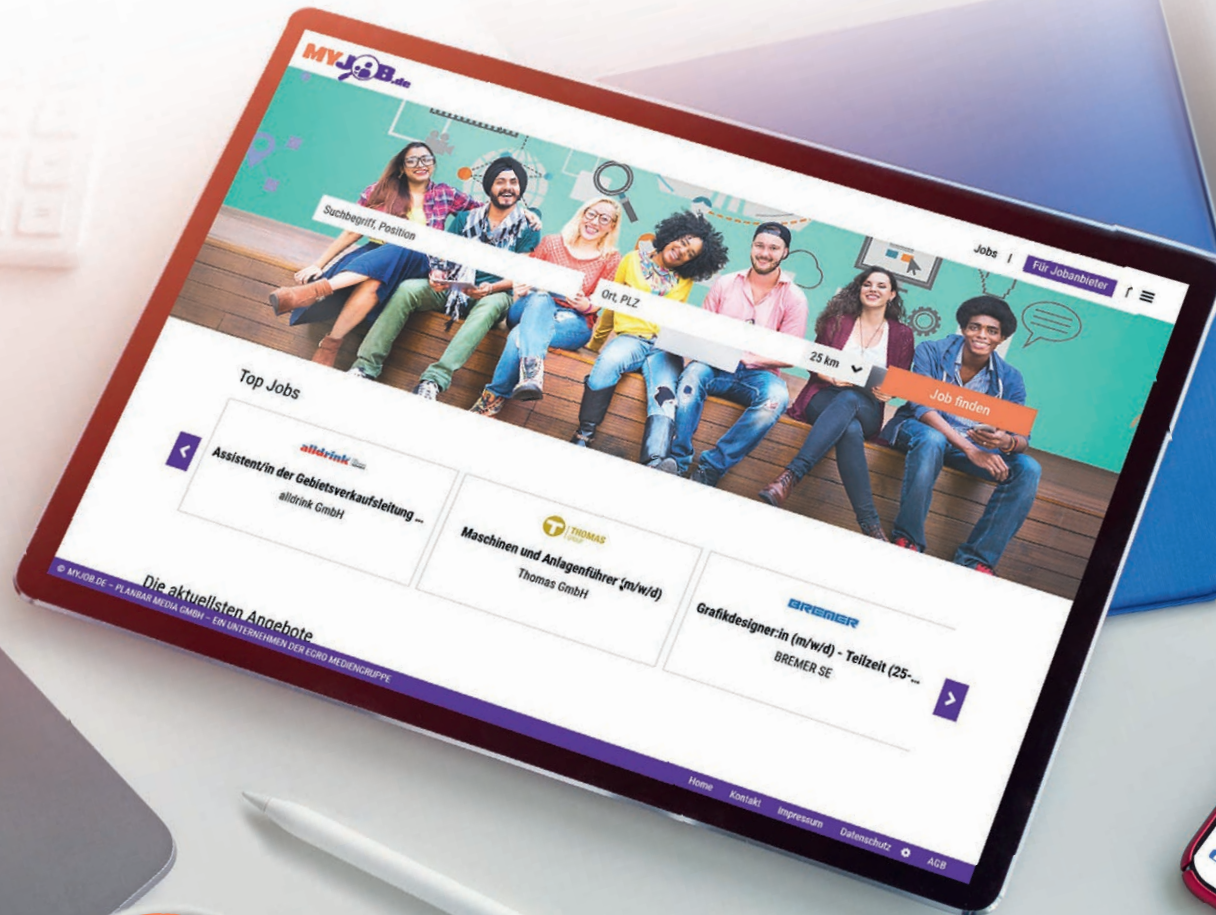 MYJOB.de
Jobs | Für Jobanbieter
Suchbegriff, Position
Ort, PLZ
25 km
Job finden
Top Jobs
alldrink
Assistent/in der Gebietsverkaufsleitung ...
alldrink GmbH
THOMAS
Maschinen und Anlagenführer (m/w/d)
Thomas GmbH
BREMER
Grafikdesigner:in (m/w/d) - Teilzeit (25-...
BREMER SE
Die aktuellsten Angebote
© MYJOB.DE – PLANBAR MEDIA GMBH – EIN UNTERNEHMEN DER EGRO MEDIENGRUPPE
Home Kontakt Impressum Datenschutz AGB